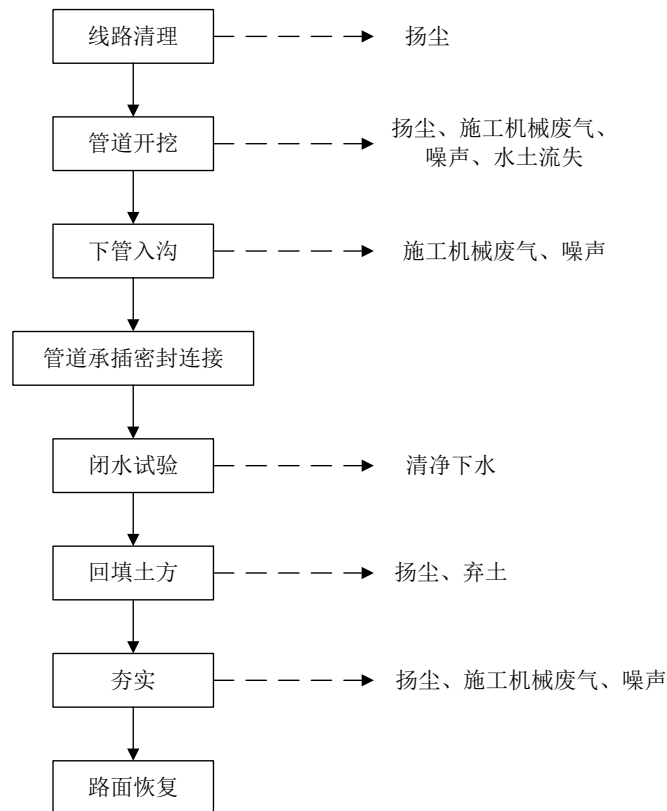 线路清理
扬尘
管道开挖
扬尘、施工机械废气、
噪声、水土流失
下管入沟
施工机械废气、噪声
管道承插密封连接
闭水试验
清净下水
回填土方
扬尘、弃土
夯实
扬尘、施工机械废气、噪声
路面恢复